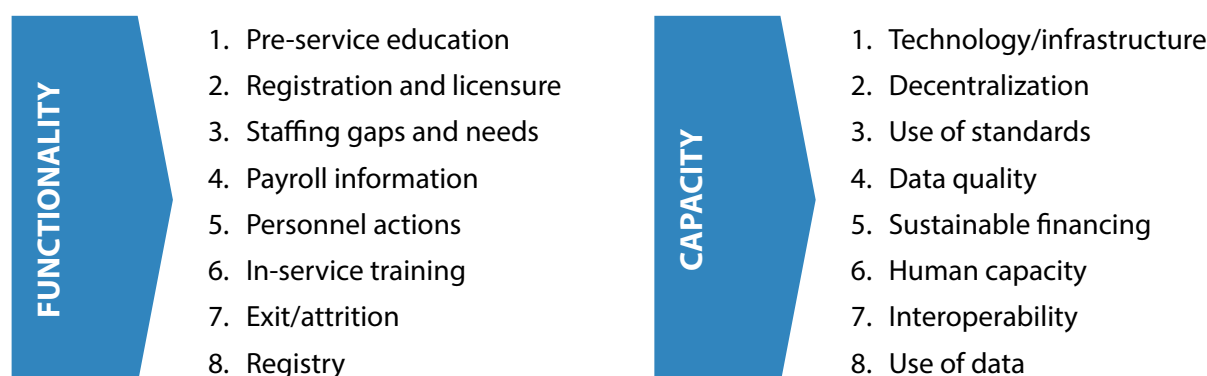 FUNCTIONALITY
1. Pre-service education
2. Registration and licensure
3. Staffing gaps and needs
4. Payroll information
5. Personnel actions
6. In-service training
7. Exit/attrition
8. Registry
CAPACITY
1. Technology/infrastructure
2. Decentralization
3. Use of standards
4. Data quality
5. Sustainable financing
6. Human capacity
7. Interoperability
8. Use of data